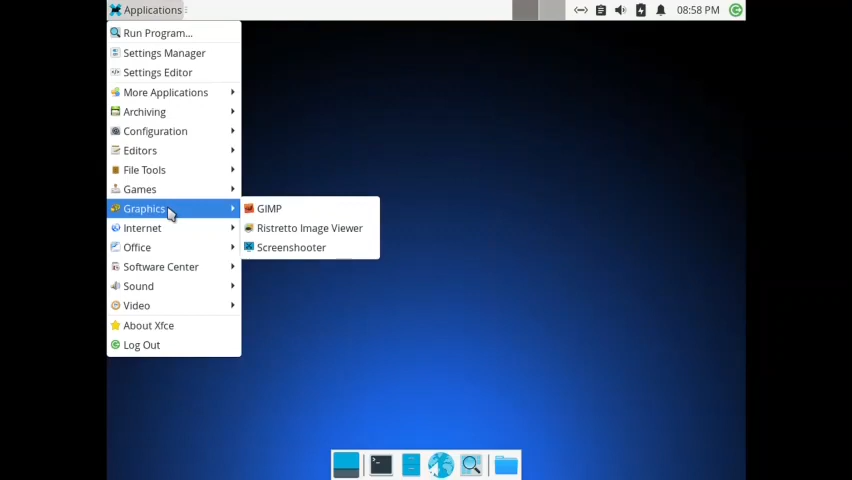 Applications
08:58 PM
Run Program...
Settings Manager
Settings Editor
More Applications
Archiving
Configuration
Editors
File Tools
Games
Graphics
GIMP
Internet
Ristretto Image Viewer
Office
Screenshooter
Software Center
Sound
Video
About Xfce
Log Out